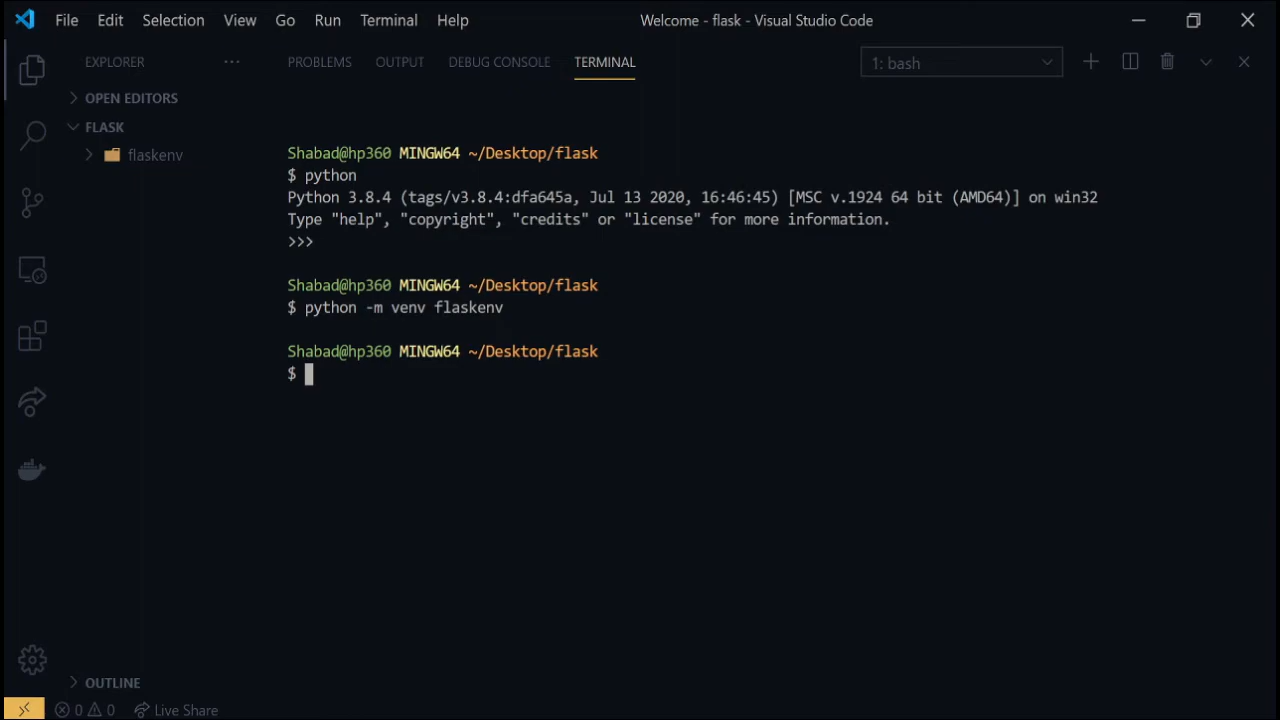 File Edit Selection View Go Run Terminal Help
Welcome - flask - Visual Studio Code
EXPLORER
PROBLEMS OUTPUT DEBUG CONSOLE TERMINAL
1: bash
OPEN EDITORS
FLASK
flaskenv
Shabad@hp360 MINGW64 ~/Desktop/flask
$ python
Python 3.8.4 (tags/v3.8.4:dfa645a, Jul 13 2020, 16:46:45) [MSC v.1924 64 bit (AMD64)] on win32
Type "help", "copyright", "credits" or "license" for more information.
>>>
Shabad@hp360 MINGW64 ~/Desktop/flask
$ python -m venv flaskenv
Shabad@hp360 MINGW64 ~/Desktop/flask
$
OUTLINE
0 0 Live Share